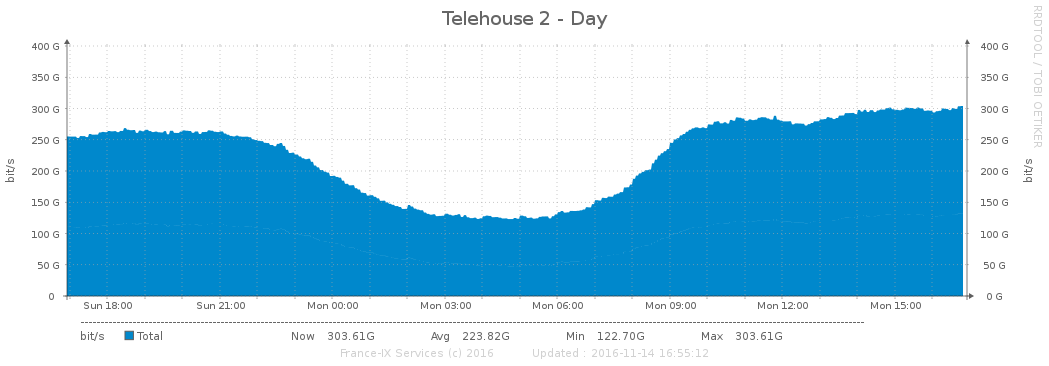 Telehouse 2 - Day
RRDTOOL / TOBI OETIKER
400 G 400 G
350 G 350 G
300 G 300 G
250 G 250 G
200 G 200 G
150 G 150 G
100 G 100 G
50 G 50 G
0 0 G
bit/s
bit/s
Sun 18:00 Sun 21:00 Mon 00:00 Mon 03:00 Mon 06:00 Mon 09:00 Mon 12:00 Mon 15:00
bit/s Total Now 303.61G Avg 223.82G Min 122.70G Max 303.61G
France-IX Services (c) 2016 Updated : 2016-11-14 16:55:12